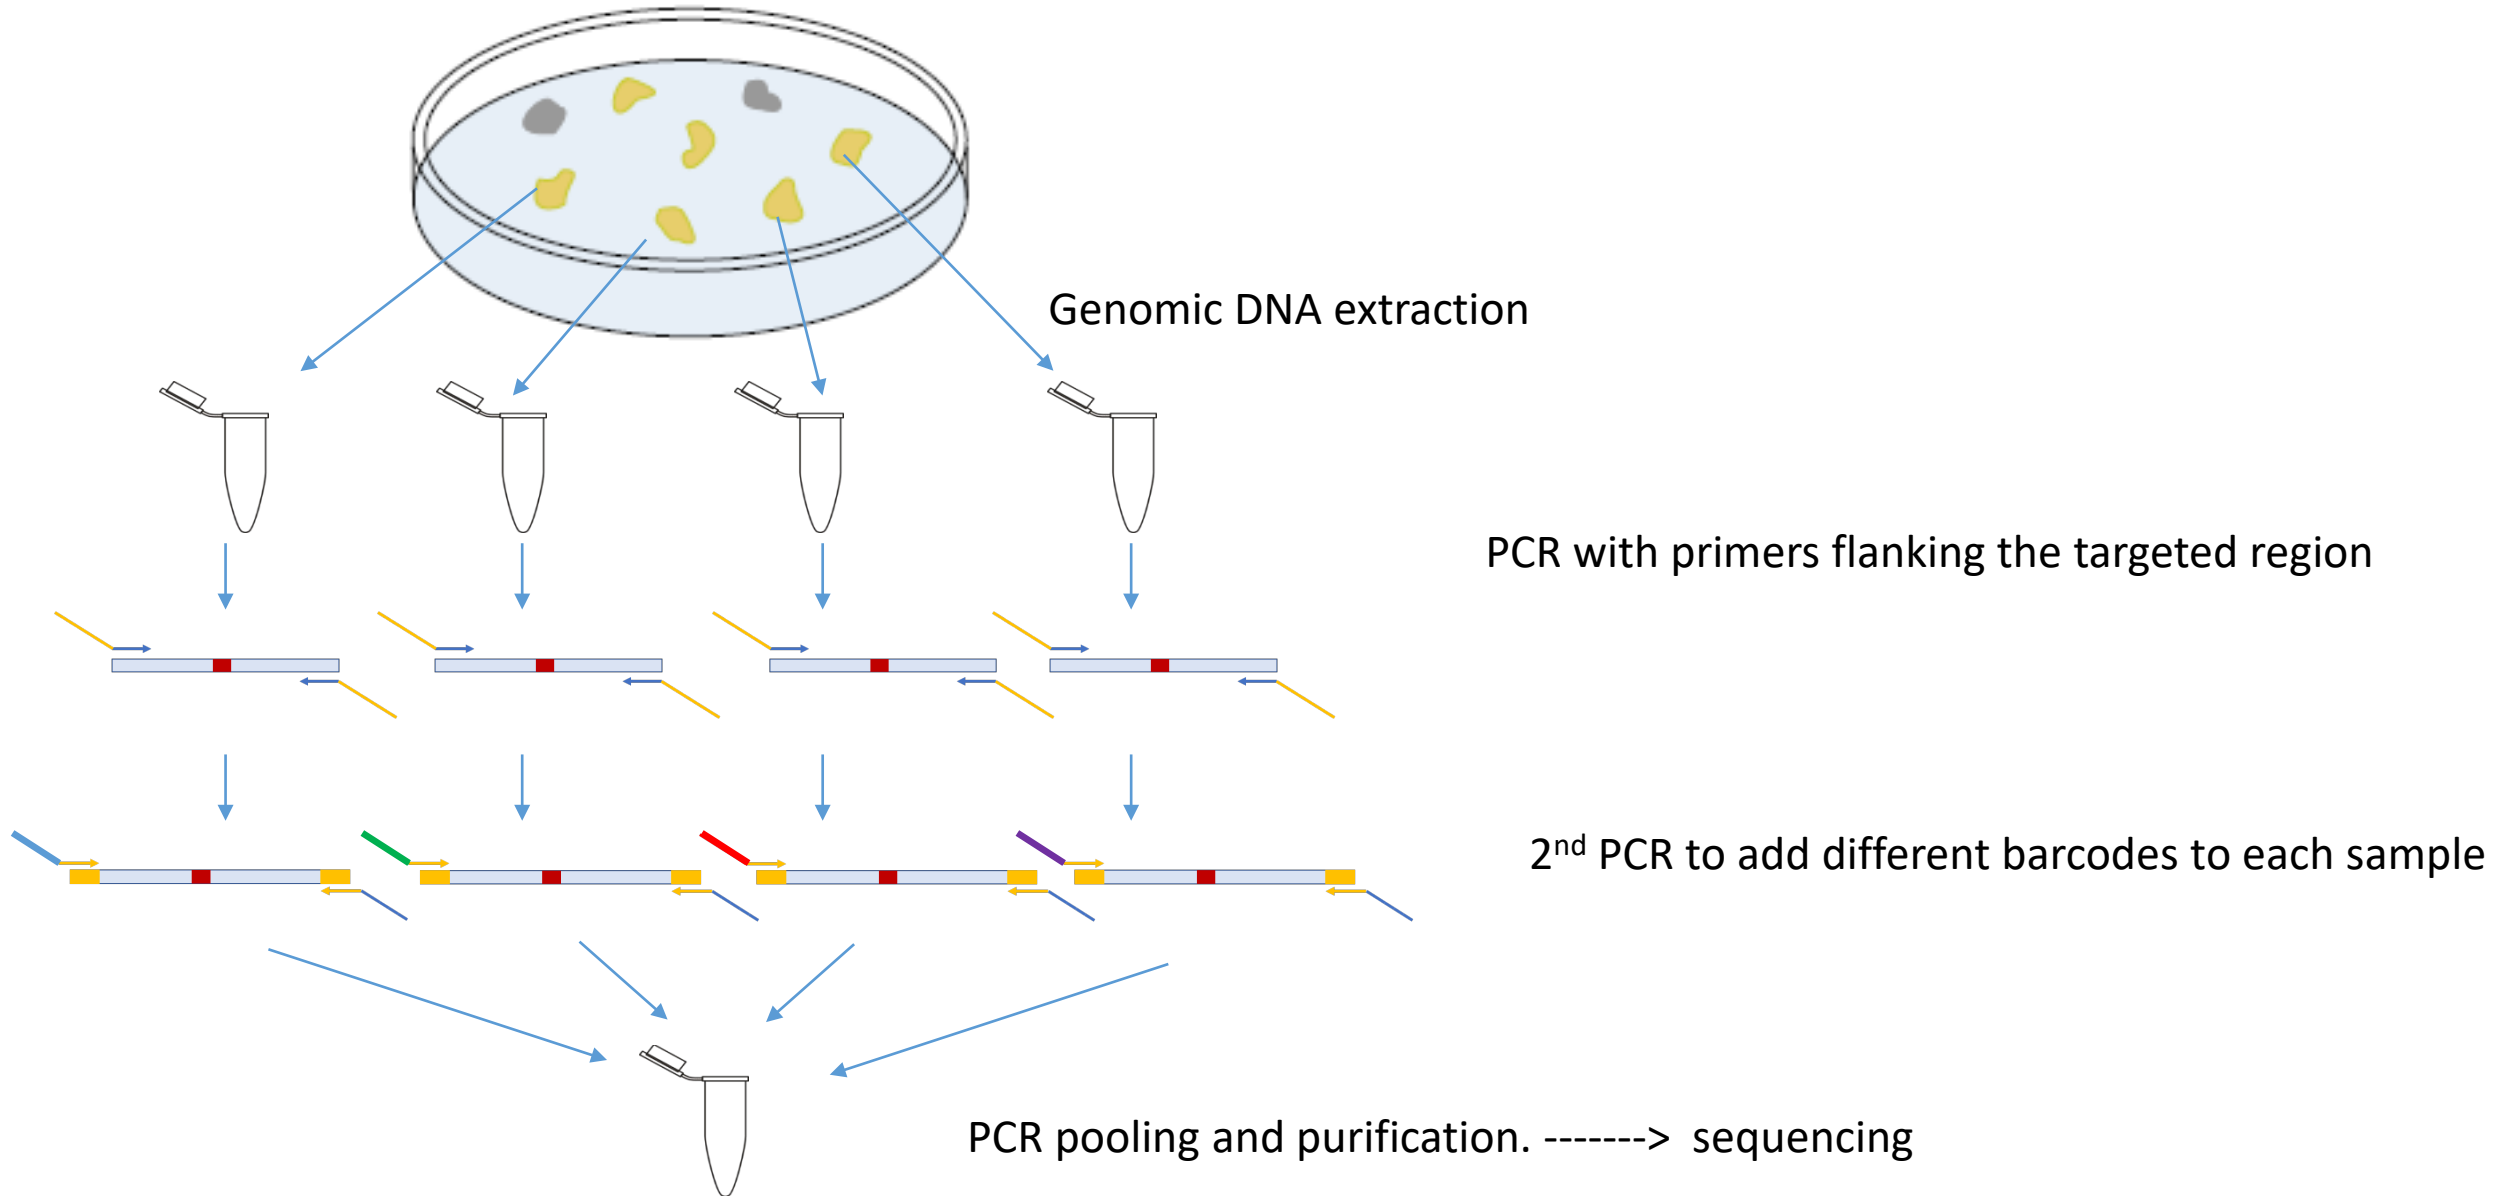 Genomic DNA extraction
PCR with primers flanking the targeted region
2nd PCR to add different barcodes to each sample
PCR pooling and purification. -------> sequencing